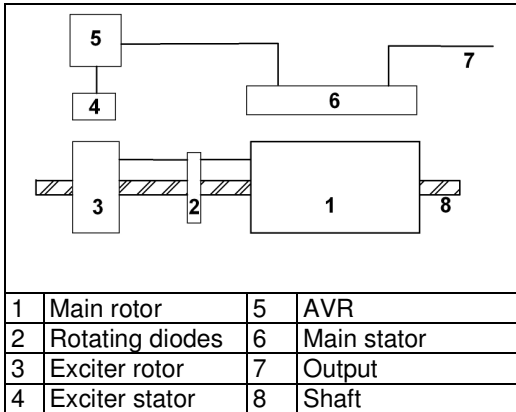 5
7
4
6
3
2
1
8
1 Main rotor 5 AVR
2 Rotating diodes 6 Main stator
3 Exciter rotor 7 Output
4 Exciter stator 8 Shaft